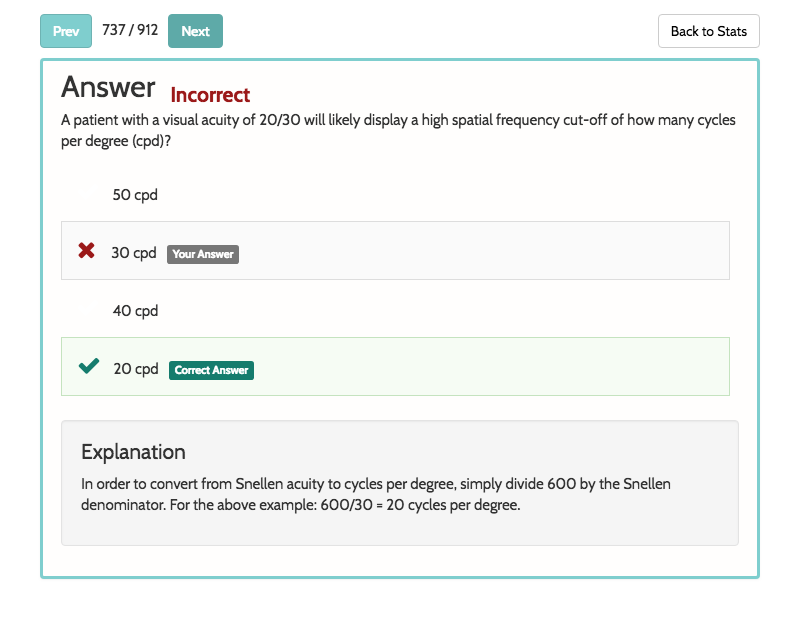 Prev 737 / 912 Next Back to Stats
Answer Incorrect
A patient with a visual acuity of 20/30 will likely display a high spatial frequency cut-off of how many cycles
per degree (cpd)?
50 cpd
30 cpd Your Answer
40 cpd
20 cpd Correct Answer
Explanation
In order to convert from Snellen acuity to cycles per degree, simply divide 600 by the Snellen
denominator. For the above example: 600/30 = 20 cycles per degree.